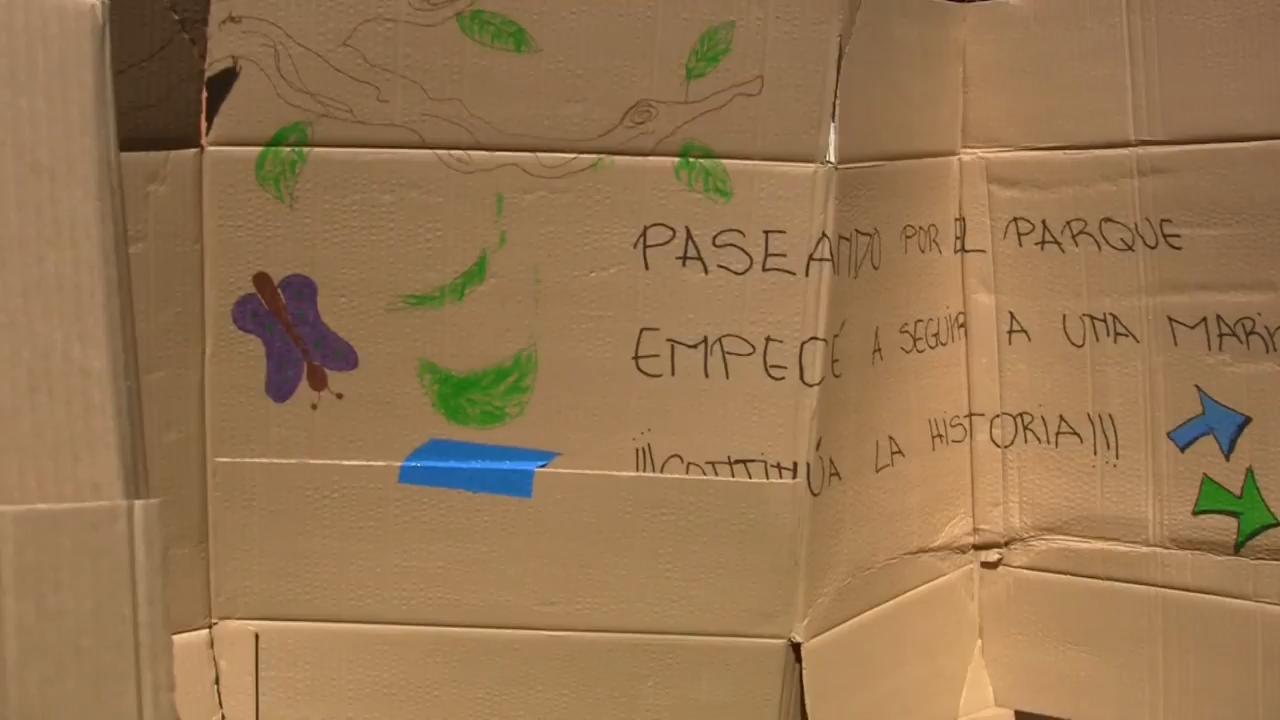 PASEANDO POR EL PARQUE
EMPECÉ A SEGUIR A UNA
¡¡¡CONTINÚA LA HISTORIA!!!